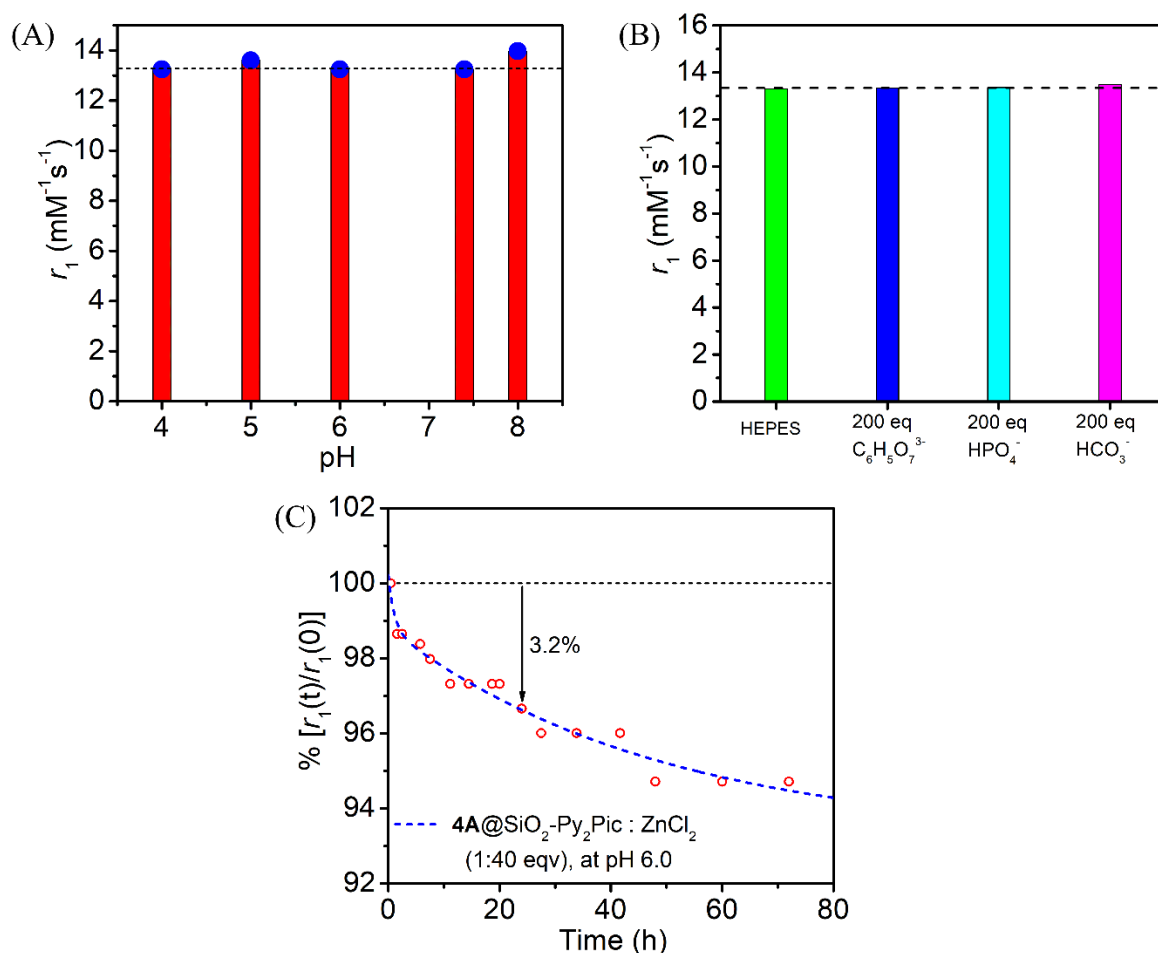 (A)
14
12
10
8
6
4
2
0
r₁ (mM⁻¹s⁻¹)
4 5 6 7 8
pH
(B)
16
14
12
10
8
6
4
2
0
r₁ (mM⁻¹s⁻¹)
HEPES
200 eq
C₆H₅O₇³⁻
200 eq
HPO₄⁻
200 eq
HCO₃⁻
(C)
102
100
98
96
94
92
% [r₁(t)/r₁(0)]
3.2%
4A@SiO₂-Py₂Pic : ZnCl₂
(1:40 eqv), at pH 6.0
0 20 40 60 80
Time (h)